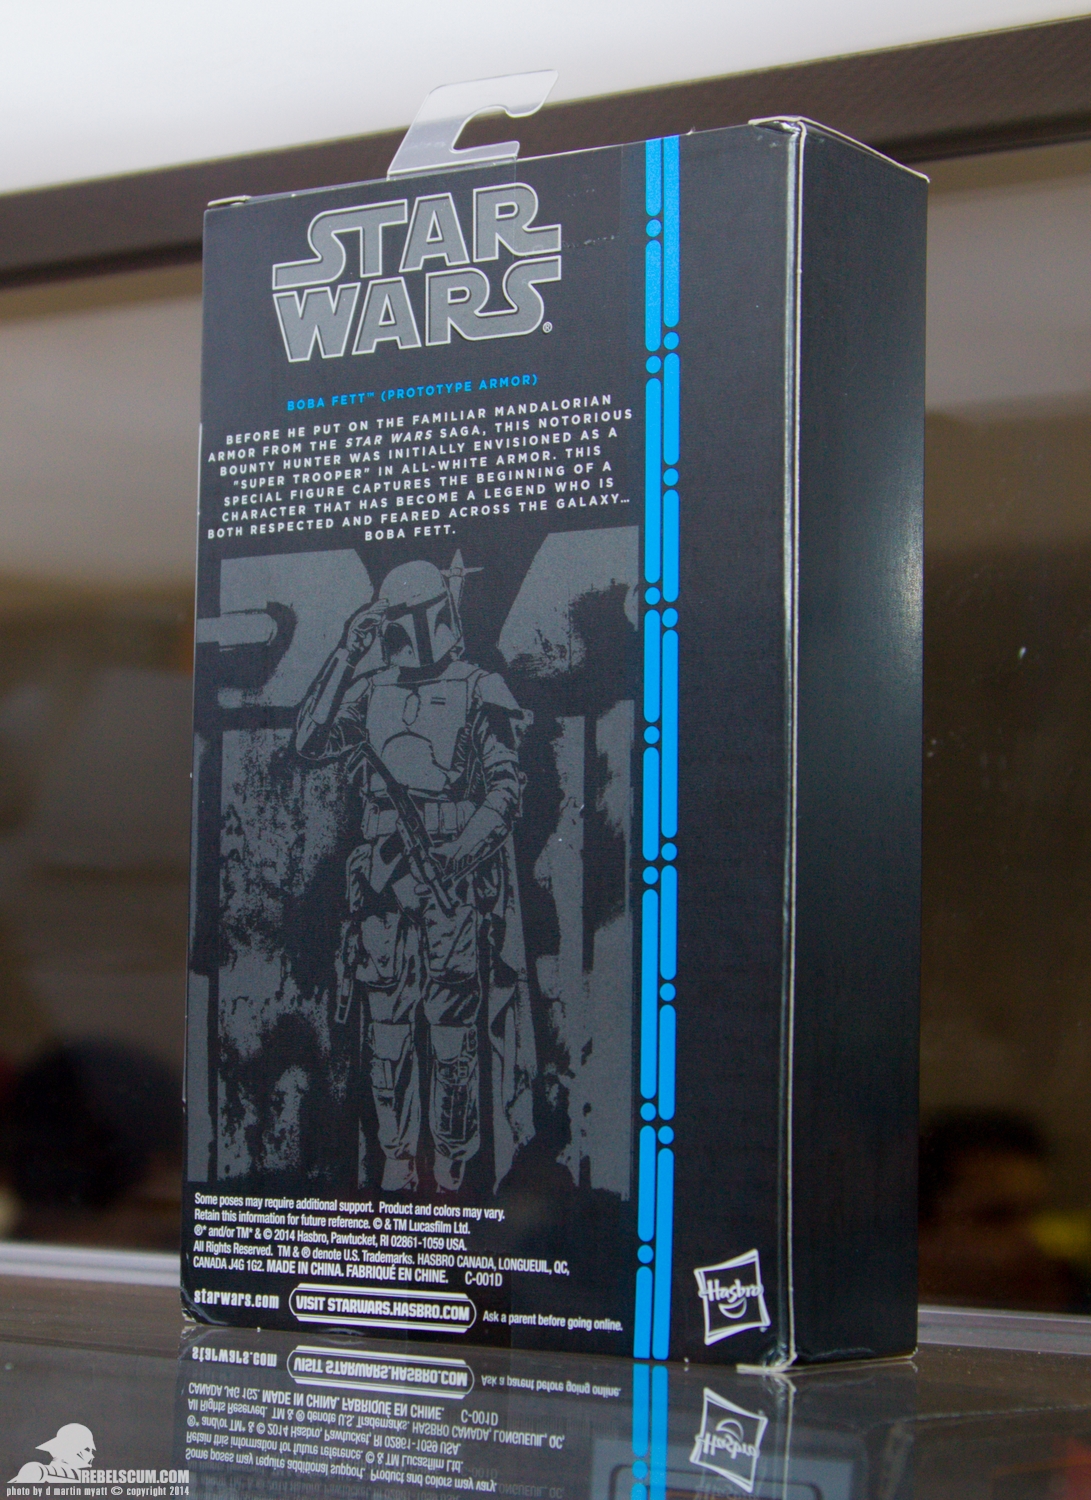 STAR
WARS®
BOBA FETT™ (PROTOTYPE ARMOR)
BEFORE HE PUT ON THE FAMILIAR MANDALORIAN
ARMOR FROM THE STAR WARS SAGA, THIS NOTORIOUS
BOUNTY HUNTER WAS INITIALLY ENVISIONED AS A
"SUPER TROOPER" IN ALL-WHITE ARMOR. THIS
SPECIAL FIGURE CAPTURES THE BEGINNING OF A
CHARACTER THAT HAS BECOME A LEGEND WHO IS
BOTH RESPECTED AND FEARED ACROSS THE GALAXY...
BOBA FETT.
Some poses may require additional support. Product and colors may vary.
Retain this information for future reference. © & TM Lucasfilm Ltd.
®* and/or TM* & © 2014 Hasbro, Pawtucket, RI 02861-1059 USA.
All Rights Reserved. TM & ® denote U.S. Trademarks. HASBRO CANADA, LONGUEUIL, QC,
CANADA J4G 1G2. MADE IN CHINA. FABRIQUÉ EN CHINE. C-001D
starwars.com VISIT STARWARS.HASBRO.COM Ask a parent before going online.
Hasbro
REBELSCUM.COM
photo by d martin myatt © copyright 2014